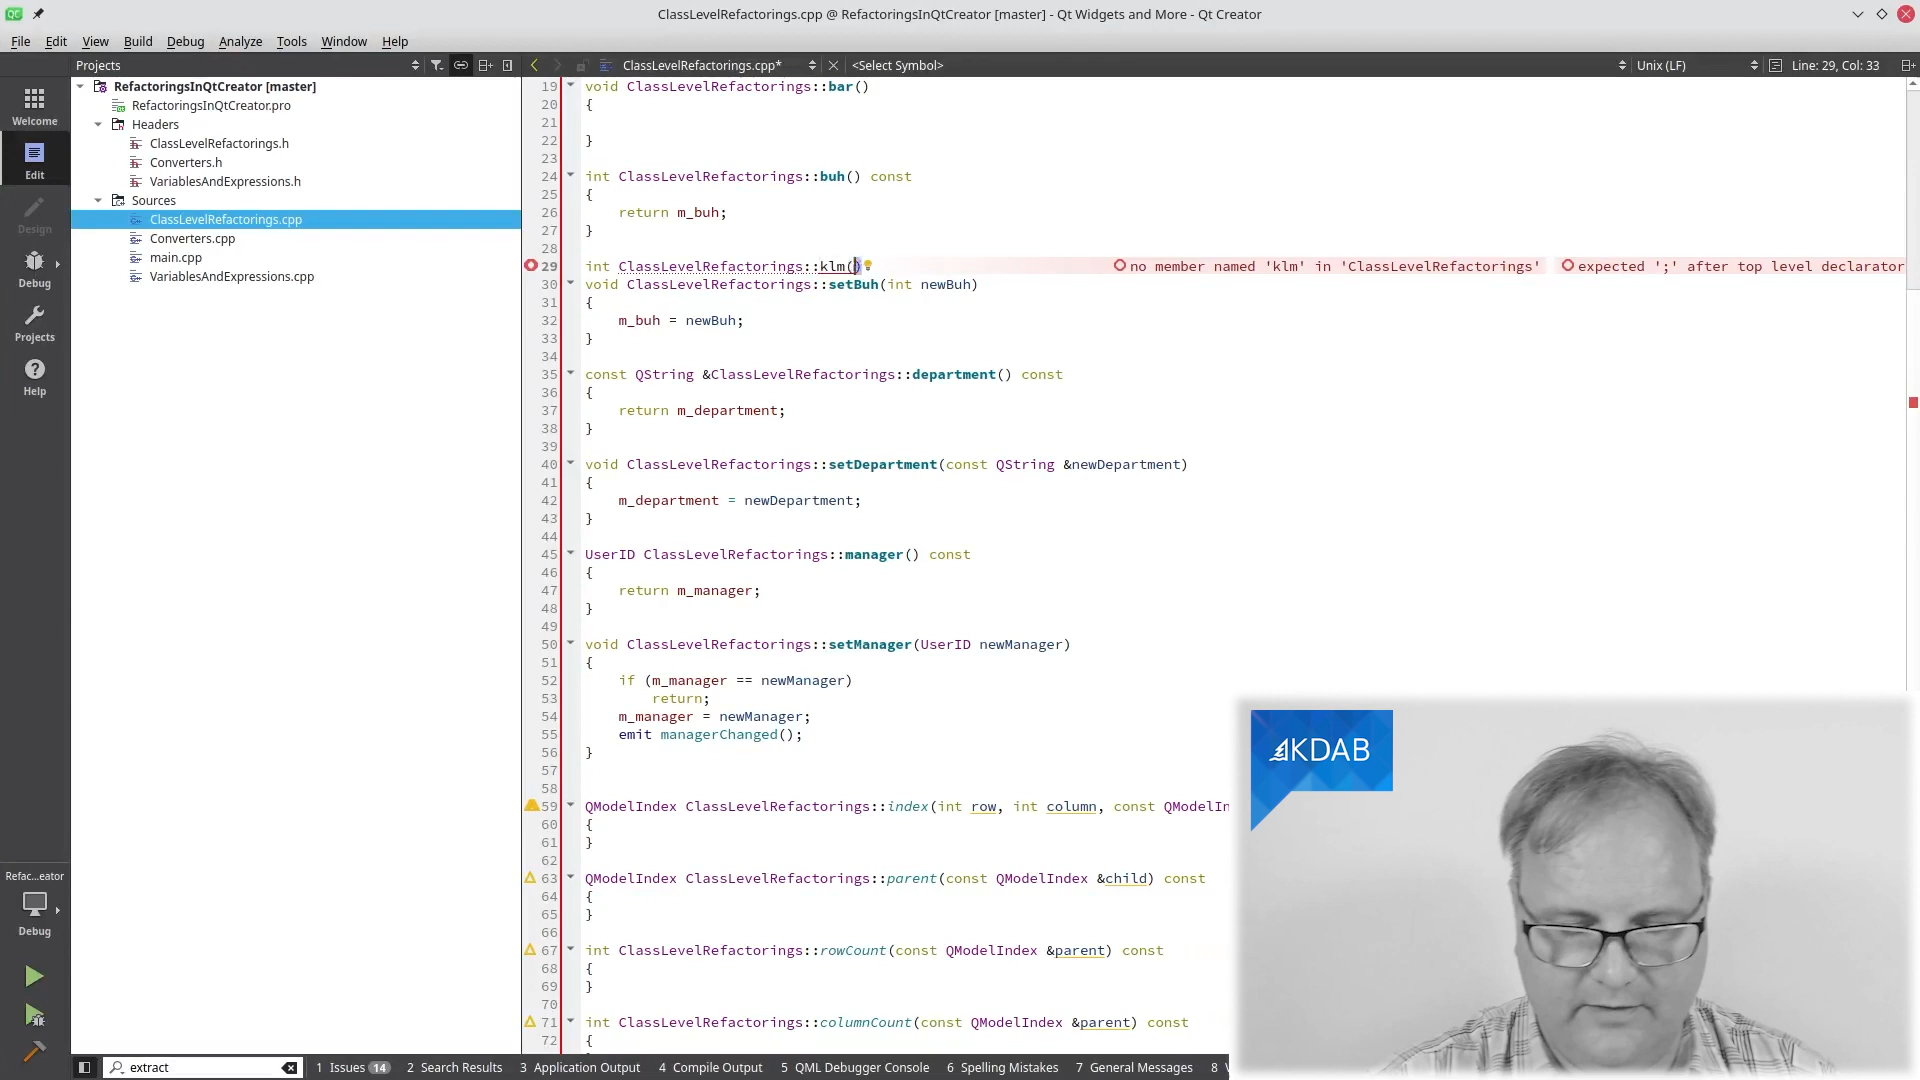 ClassLevelRefactorings.cpp @ RefactoringsInQtCreator [master] - Qt Widgets and More - Qt Creator
File Edit View Build Debug Analyze Tools Window Help
Projects ClassLevelRefactorings.cpp* <Select Symbol> Unix (LF) Line: 29, Col: 33
Welcome
Edit
Design
Debug
Projects
Help
Refac...eator
Debug
RefactoringsInQtCreator [master]
RefactoringsInQtCreator.pro
Headers
ClassLevelRefactorings.h
Converters.h
VariablesAndExpressions.h
Sources
ClassLevelRefactorings.cpp
Converters.cpp
main.cpp
VariablesAndExpressions.cpp
19 void ClassLevelRefactorings::bar()
20 {
21
22 }
23
24 int ClassLevelRefactorings::buh() const
25 {
26 return m_buh;
27 }
28
29 int ClassLevelRefactorings::klm() no member named 'klm' in 'ClassLevelRefactorings' expected ';' after top level declarator
30 void ClassLevelRefactorings::setBuh(int newBuh)
31 {
32 m_buh = newBuh;
33 }
34
35 const QString &ClassLevelRefactorings::department() const
36 {
37 return m_department;
38 }
39
40 void ClassLevelRefactorings::setDepartment(const QString &newDepartment)
41 {
42 m_department = newDepartment;
43 }
44
45 UserID ClassLevelRefactorings::manager() const
46 {
47 return m_manager;
48 }
49
50 void ClassLevelRefactorings::setManager(UserID newManager)
51 {
52 if (m_manager == newManager)
53 return;
54 m_manager = newManager;
55 emit managerChanged();
56 }
57
58
59 QModelIndex ClassLevelRefactorings::index(int row, int column, const QModelIn
60 {
61 }
62
63 QModelIndex ClassLevelRefactorings::parent(const QModelIndex &child) const
64 {
65 }
66
67 int ClassLevelRefactorings::rowCount(const QModelIndex &parent) const
68 {
69 }
70
71 int ClassLevelRefactorings::columnCount(const QModelIndex &parent) const
72 {
KDAB
extract 1 Issues 14 2 Search Results 3 Application Output 4 Compile Output 5 QML Debugger Console 6 Spelling Mistakes 7 General Messages 8